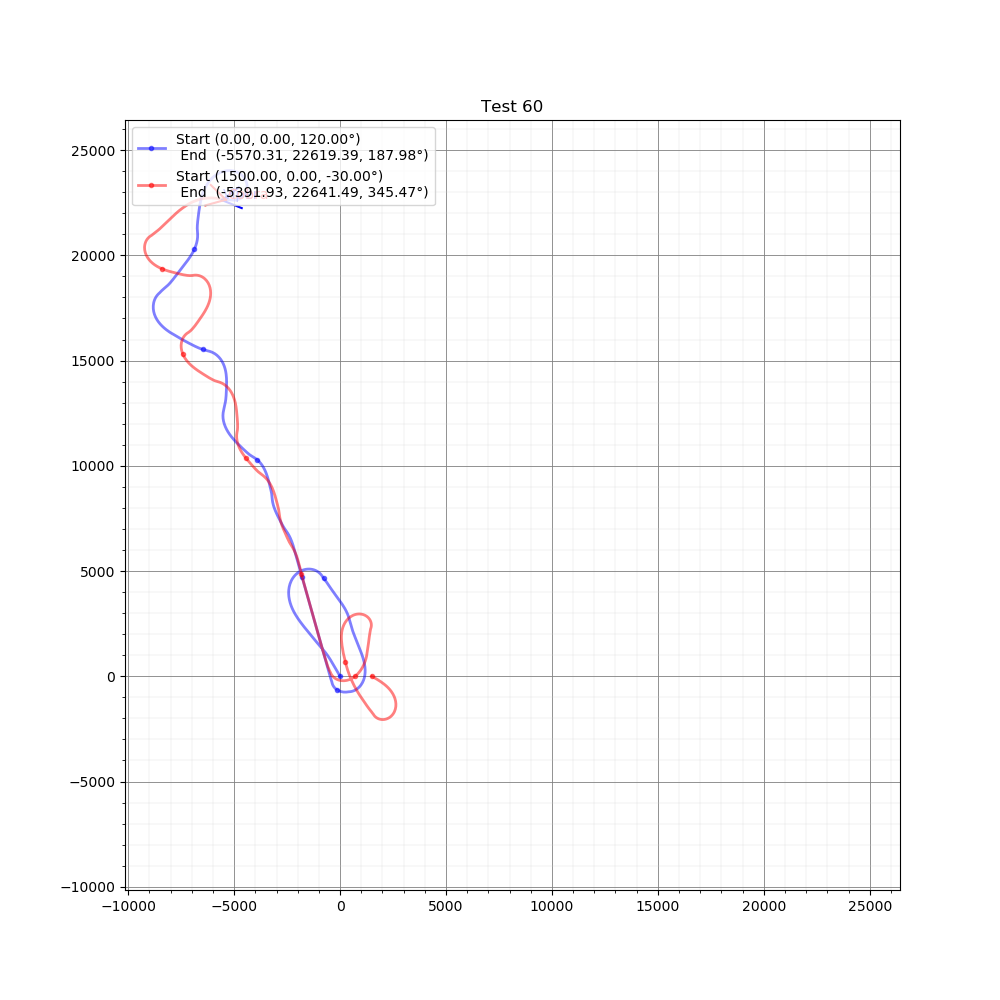 Test 60
Start (0.00, 0.00, 120.00°)
End (-5570.31, 22619.39, 187.98°)
Start (1500.00, 0.00, -30.00°)
End (-5391.93, 22641.49, 345.47°)
25000
20000
15000
10000
5000
0
−5000
−10000
−10000 −5000 0 5000 10000 15000 20000 25000